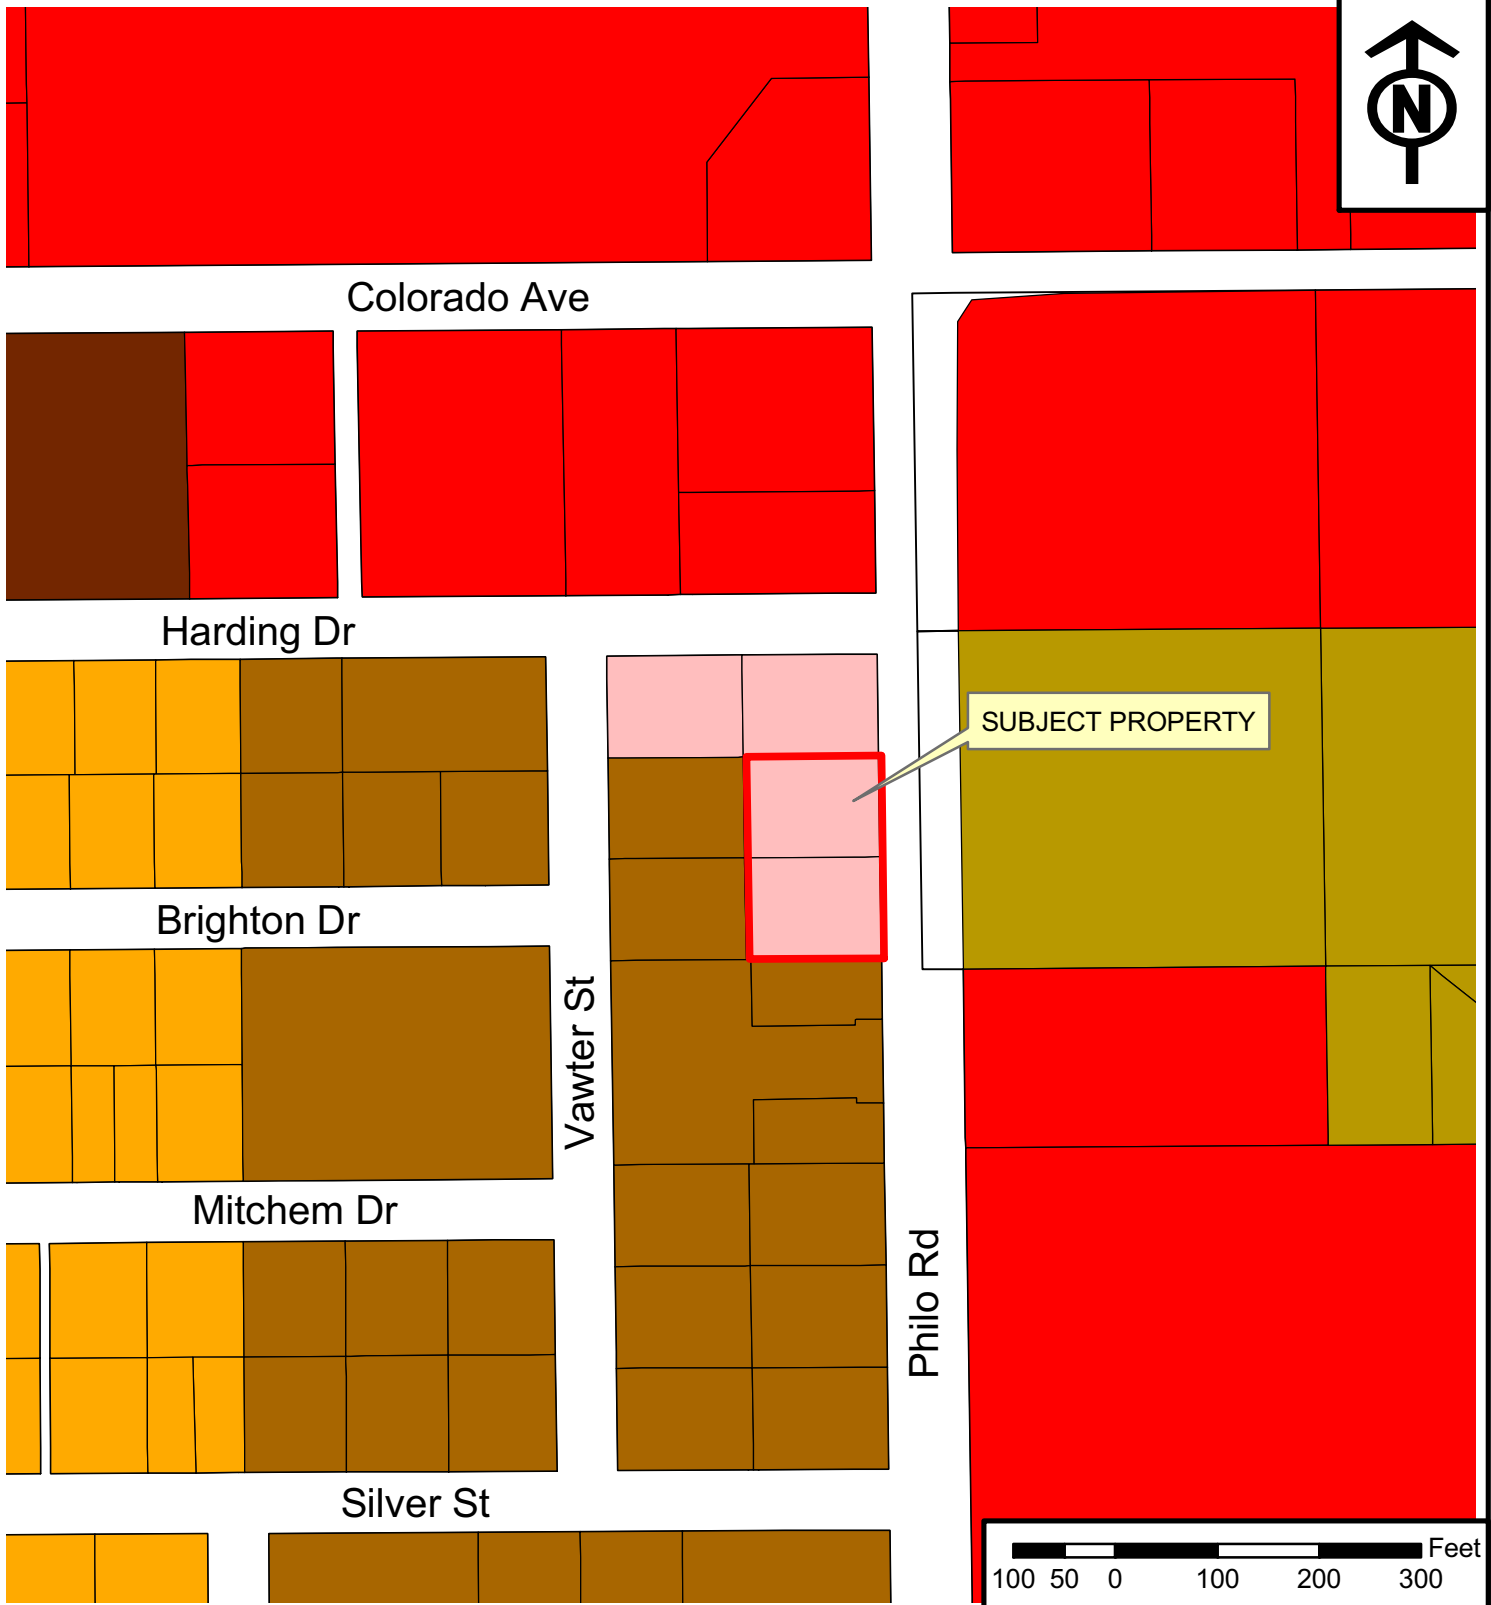 N
Colorado Ave
Harding Dr
SUBJECT PROPERTY
Brighton Dr
Vawter St
Mitchem Dr
Philo Rd
Silver St
Feet
100 50 0 100 200 300